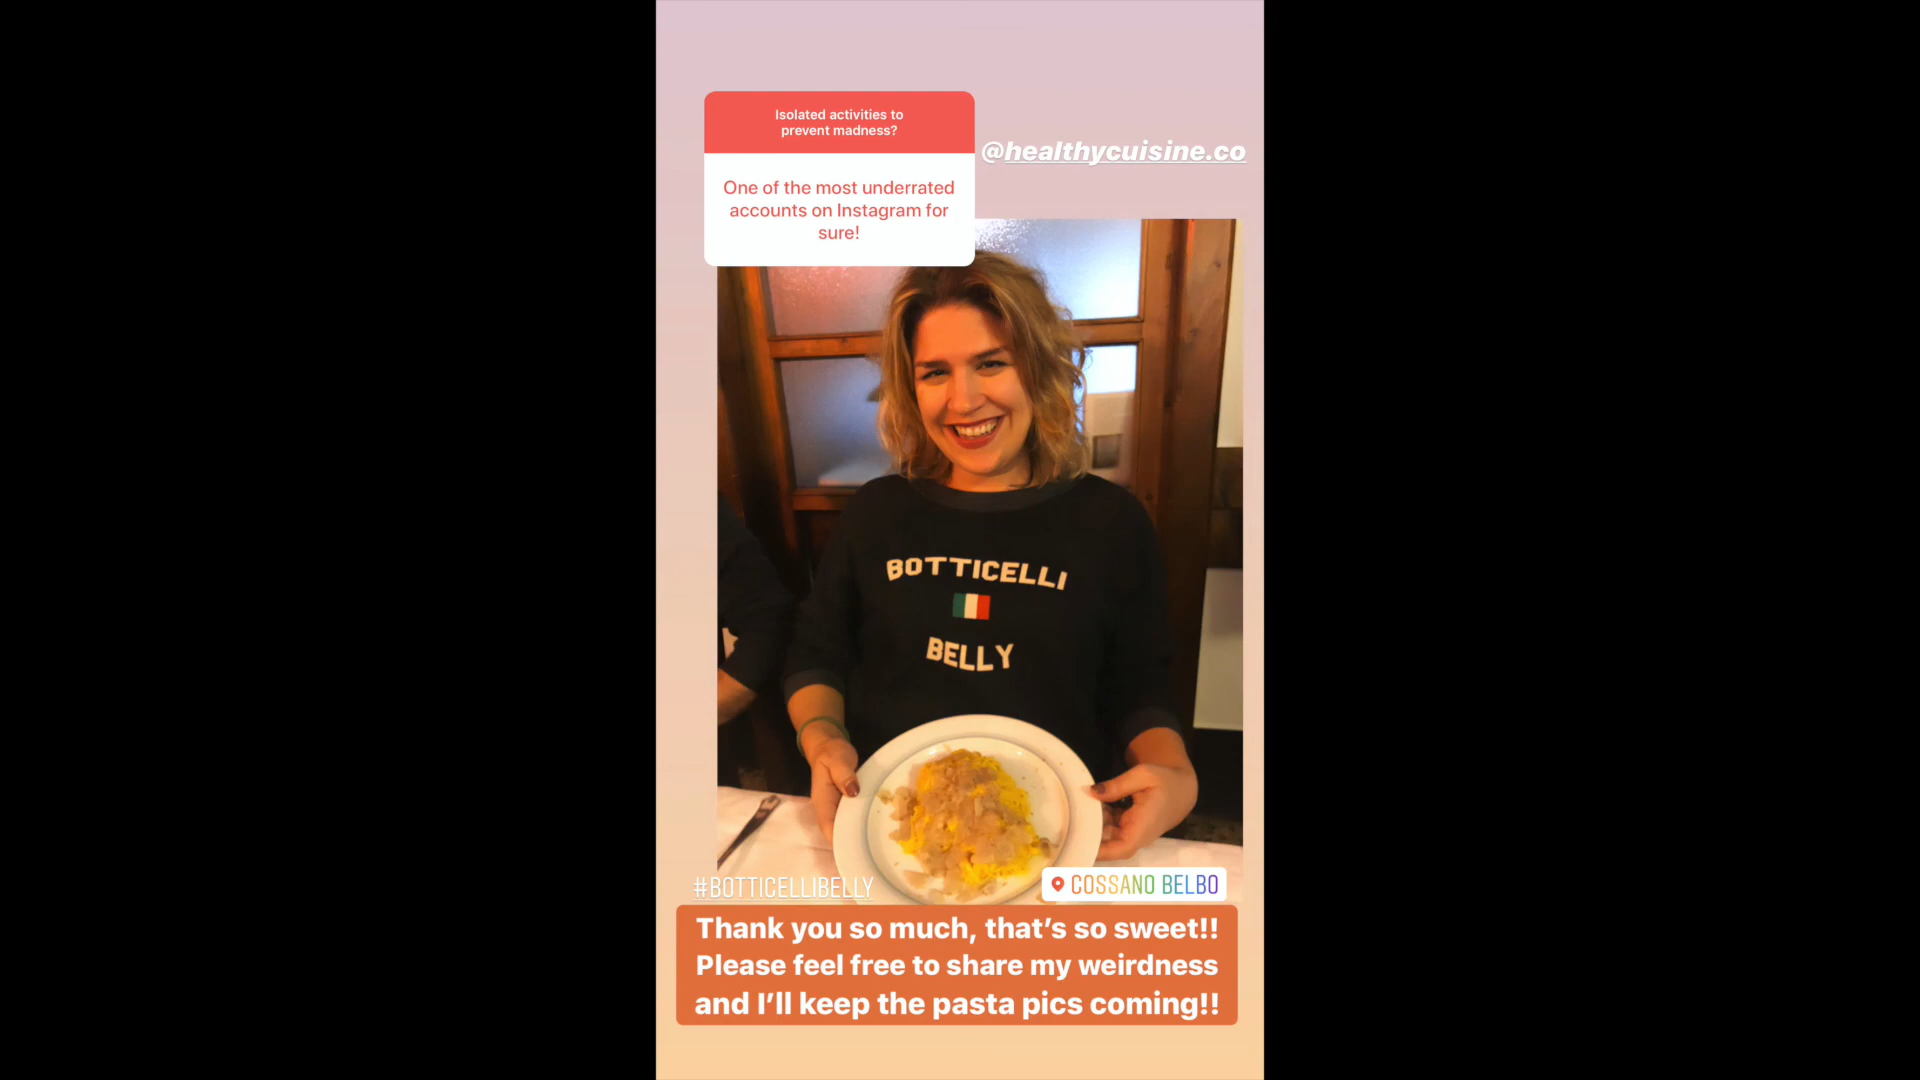 Isolated activities to
prevent madness?
@healthycuisine.co
One of the most underrated
accounts on Instagram for
sure!
BOTTICELLI
BELLY
#BOTTICELLIBELLY
COSSANO BELBO
Thank you so much, that’s so sweet!!
Please feel free to share my weirdness
and I’ll keep the pasta pics coming!!